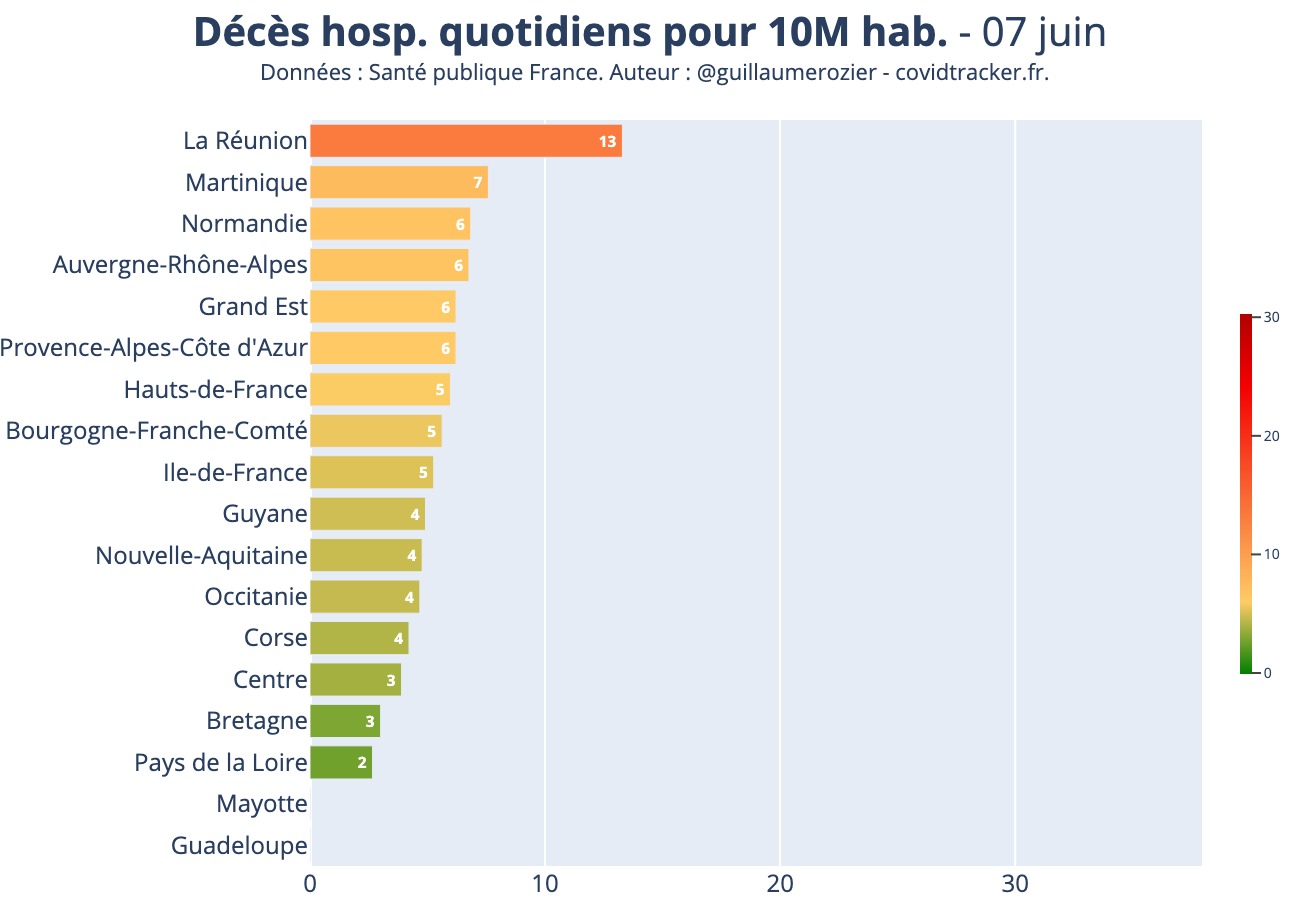 Décès hosp. quotidiens pour 10M hab. - 07 juin
Données : Santé publique France. Auteur : @guillaumerozier - covidtracker.fr.
La Réunion 13
Martinique 7
Normandie 6
Auvergne-Rhône-Alpes 6
Grand Est 6
Provence-Alpes-Côte d'Azur 6
Hauts-de-France 5
Bourgogne-Franche-Comté 5
Ile-de-France 5
Guyane 4
Nouvelle-Aquitaine 4
Occitanie 4
Corse 4
Centre 3
Bretagne 3
Pays de la Loire 2
Mayotte
Guadeloupe
0 10 20 30
30
20
10
0